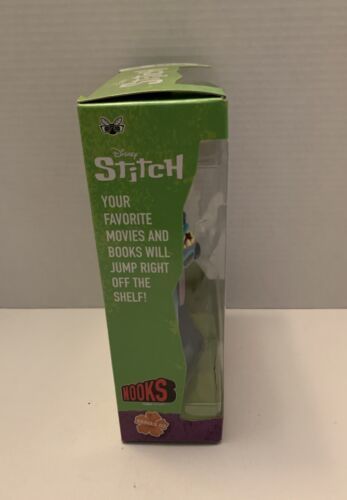 Disney
Stitch
YOUR
FAVORITE
MOVIES AND
BOOKS WILL
JUMP RIGHT
OFF THE
SHELF!
NOOKS